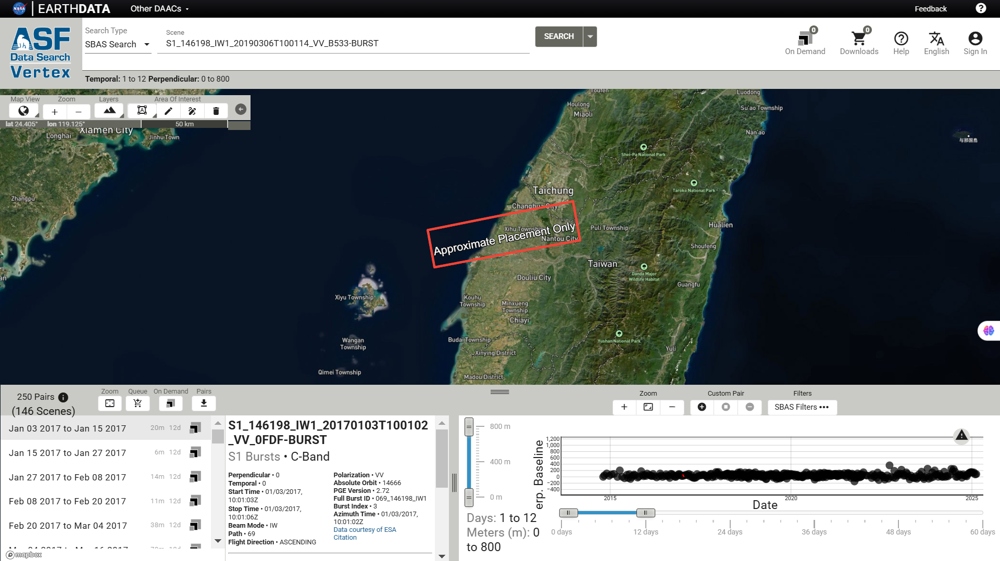 NASA
EARTHDATA
Other DAACs
Feedback
?
ASF
Data Search
Vertex
Search Type
SBAS Search
Scene
S1_146198_IW1_20190306T100114_VV_B533-BURST
SEARCH
0
On Demand
0
Downloads
Help
English
Sign In
Temporal: 1 to 12 Perpendicular: 0 to 800
Map View
Zoom
Layers
Area Of Interest
lat 24.405°
lon 119.125°
50 km
Xiamen City
Longhai
Jinhu Town
Zhangpu
Toufen
Houlong
Miaoli
Luodong
Su'ao Township
Nan'ao
与那国島
Shei-Pa National Park
Taroko National Park
Taichung
Changhua City
Xihu Township
Approximate Placement Only
Nantou City
Puli Township
Hualien
Shoufeng
Taiwan
Danda Major
Wildlife Habitat
Guangfu
Douliu City
Kouhu
Township
Minxueng
Township
Chiayi
Xiyu Township
Wangan
Township
Qimei Township
Budai Township
Xinying District
Madou District
Yushan National Park
Yuli
250 Pairs
(146 Scenes)
Zoom
Queue
On Demand
Pairs
Jan 03 2017 to Jan 15 2017
20m 12d
Jan 15 2017 to Jan 27 2017
6m 12d
Jan 27 2017 to Feb 08 2017
14m 12d
Feb 08 2017 to Feb 20 2017
11m 12d
Feb 20 2017 to Mar 04 2017
38m 12d
mapbox
S1_146198_IW1_20170103T100102
_VV_0FDF-BURST
S1 Bursts • C-Band
Perpendicular • 0
Temporal • 0
Start Time • 01/03/2017,
10:01:03Z
Stop Time • 01/03/2017,
10:01:06Z
Beam Mode • IW
Path • 69
Flight Direction • ASCENDING
Polarization • VV
Absolute Orbit • 14666
PGE Version • 2.72
Full Burst ID • 069_146198_IW1
Burst Index • 3
Azimuth Time • 01/03/2017,
10:01:02Z
Data courtesy of ESA
Citation
Zoom
Custom Pair
Filters
SBAS Filters •••
800 m
400 m
0 m
Days: 1 to 12
Meters (m): 0
to 800
erp. Baseline
1,200
1,000
800
600
400
200
0
−200
−400
2015
2020
2025
Date
0 days
12 days
24 days
36 days
48 days
60 days